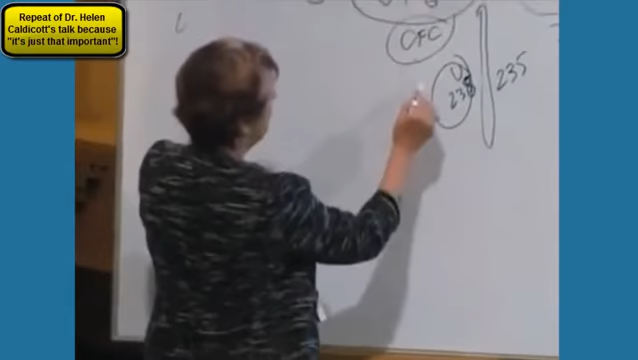 Repeat of Dr. Helen
Caldicott's talk because
"it's just that important"!
CFC
U
238
235